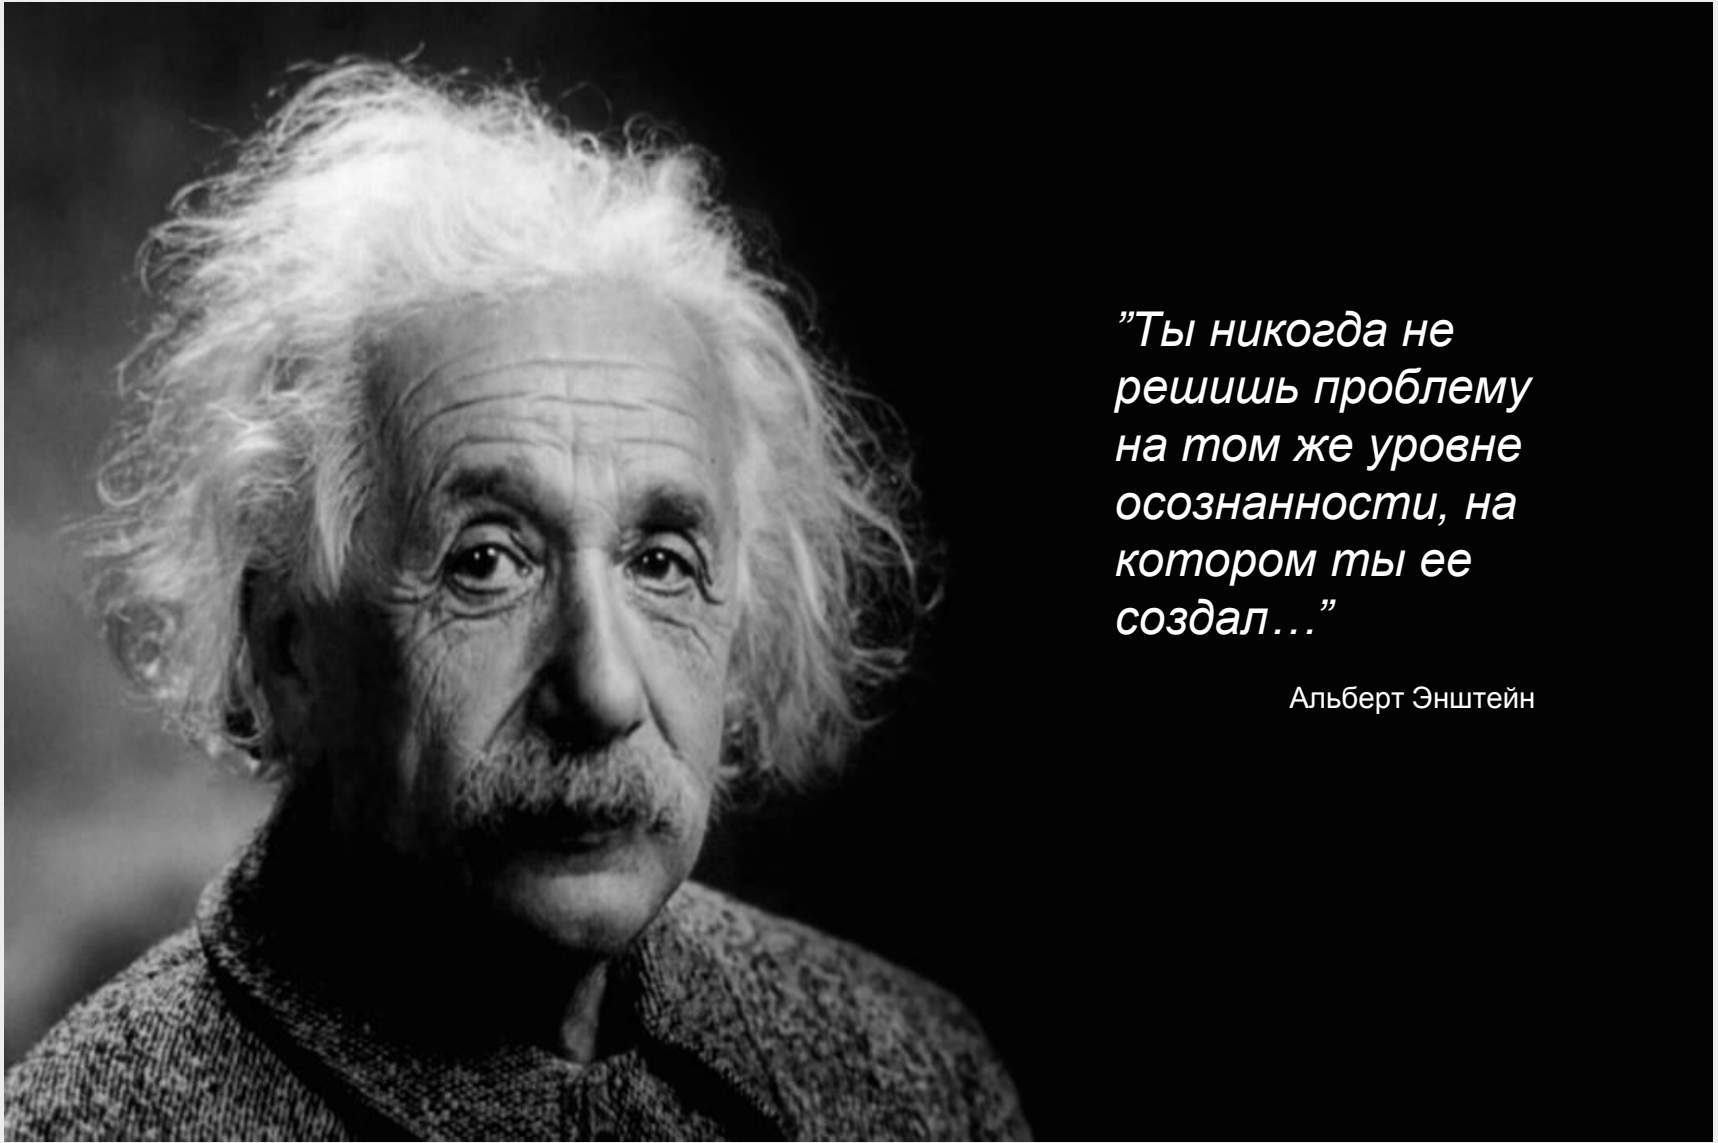 ”Ты никогда не
решишь проблему
на том же уровне
осознанности, на
котором ты ее
создал…”
Альберт Энштейн